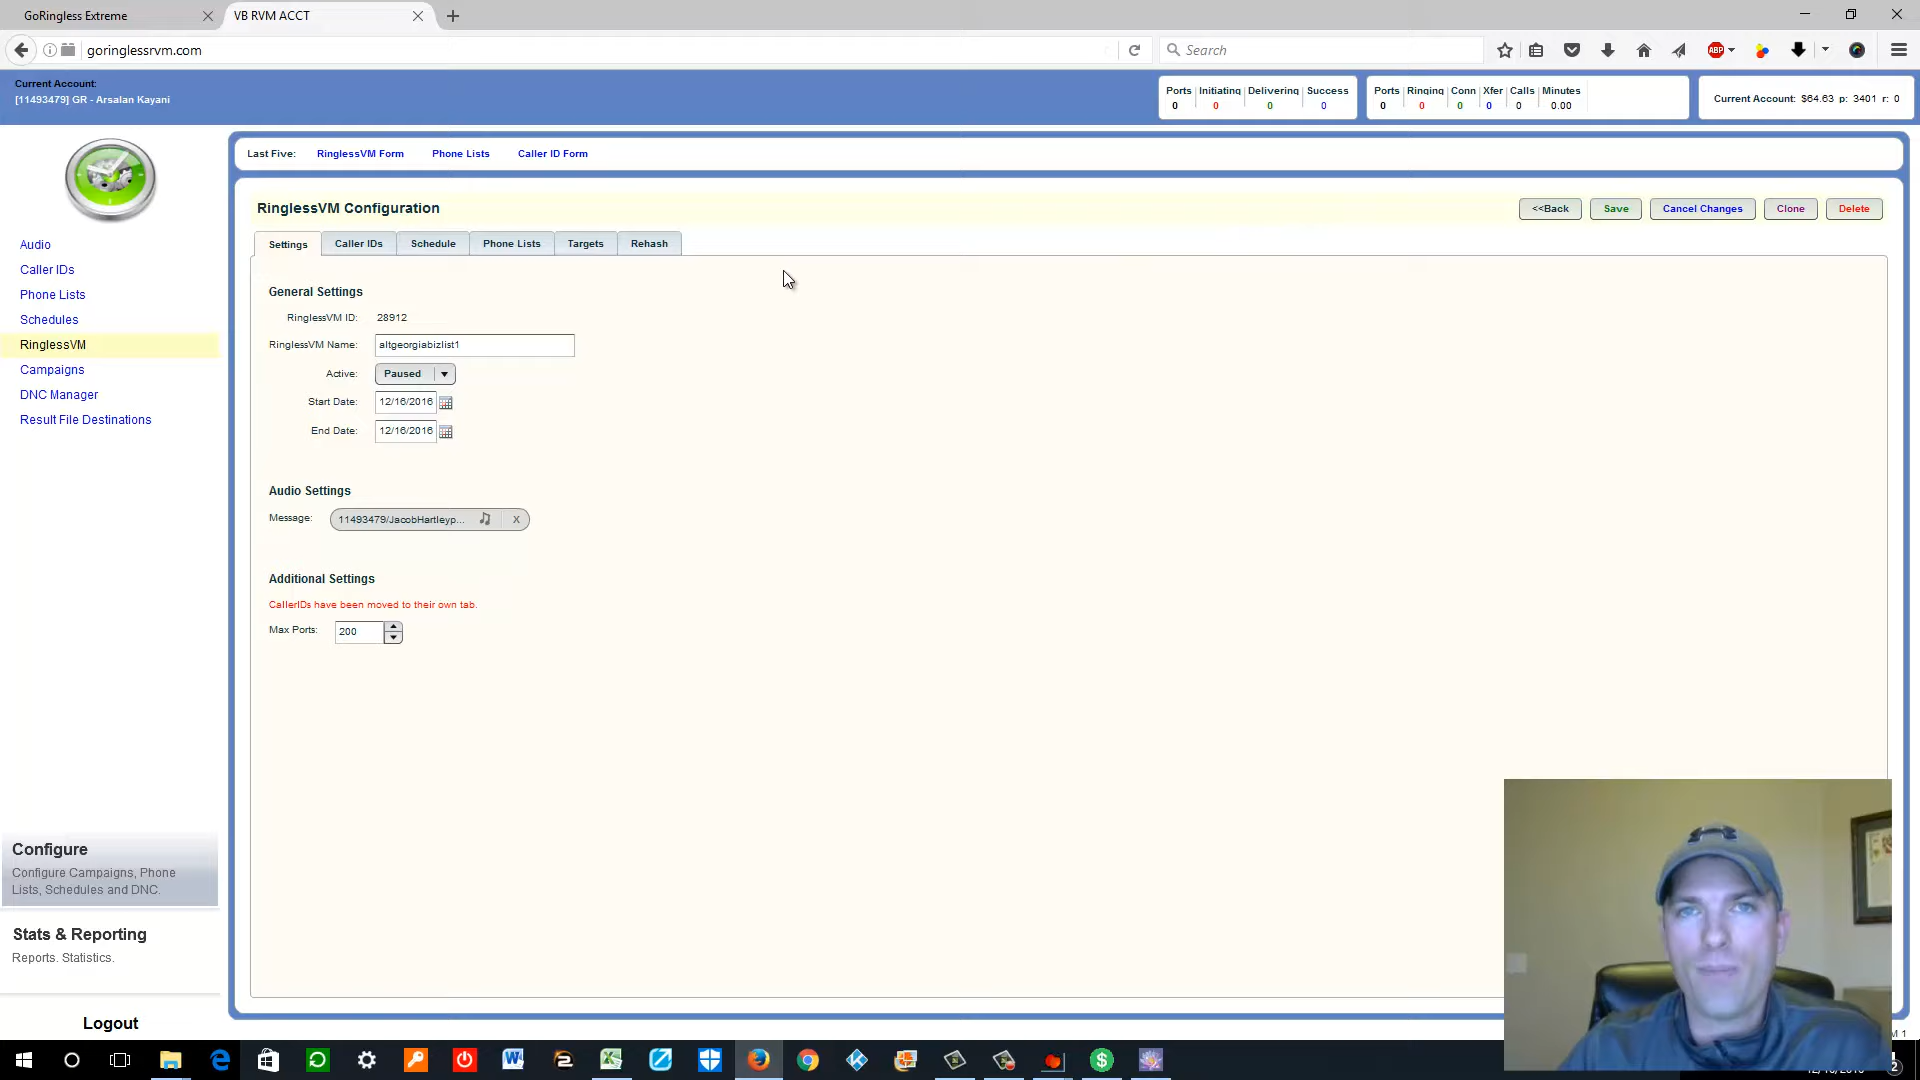 GoRingless Extreme
VB RVM ACCT
goringlessrvm.com
Search
ABP
Current Account:
[11493479] GR - Arsalan Kayani
Ports Initiating Delivering Success
0 0 0 0
Ports Ringing Conn Xfer Calls Minutes
0 0 0 0 0 0.00
Current Account: $64.63 p: 3401 r: 0
Last Five: RinglessVM Form Phone Lists Caller ID Form
RinglessVM Configuration
<<Back Save Cancel Changes Clone Delete
Settings Caller IDs Schedule Phone Lists Targets Rehash
Audio
Caller IDs
Phone Lists
Schedules
RinglessVM
Campaigns
DNC Manager
Result File Destinations
General Settings
RinglessVM ID: 28912
RinglessVM Name: altgeorgiabizlist1
Active: Paused
Start Date: 12/16/2016
End Date: 12/16/2016
Audio Settings
Message: 11493479/JacobHartleyp... X
Additional Settings
CallerIDs have been moved to their own tab.
Max Ports: 200
Configure
Configure Campaigns, Phone
Lists, Schedules and DNC.
Stats & Reporting
Reports. Statistics.
Logout